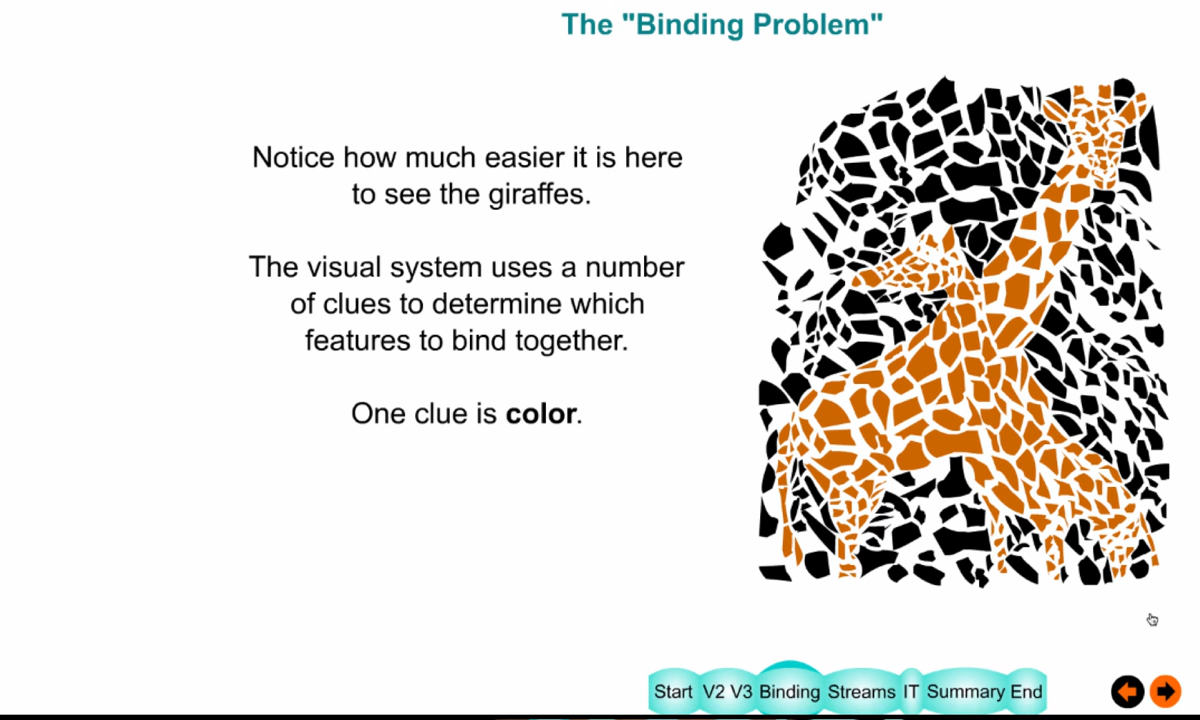 The "Binding Problem"
Notice how much easier it is here
to see the giraffes.
The visual system uses a number
of clues to determine which
features to bind together.
One clue is color.
Start V2 V3 Binding Streams IT Summary End